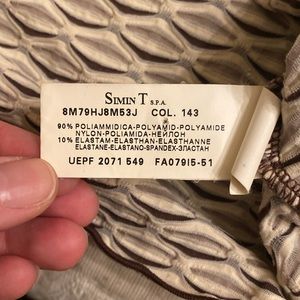 SIMIN T S.P.A.
8M79HJ8M53J COL. 143
90% POLIAMMIDICA-POLYAMID-POLYAMIDE
NYLON-POLIAMIDA-НЕЙЛОН
10% ELASTAM-ELASTHAN-ELASTHANNE
ELASTANE-ELASTANO-SPANDEX-ЭЛАСТАН
UEPF 2071 549 FA079I5-51